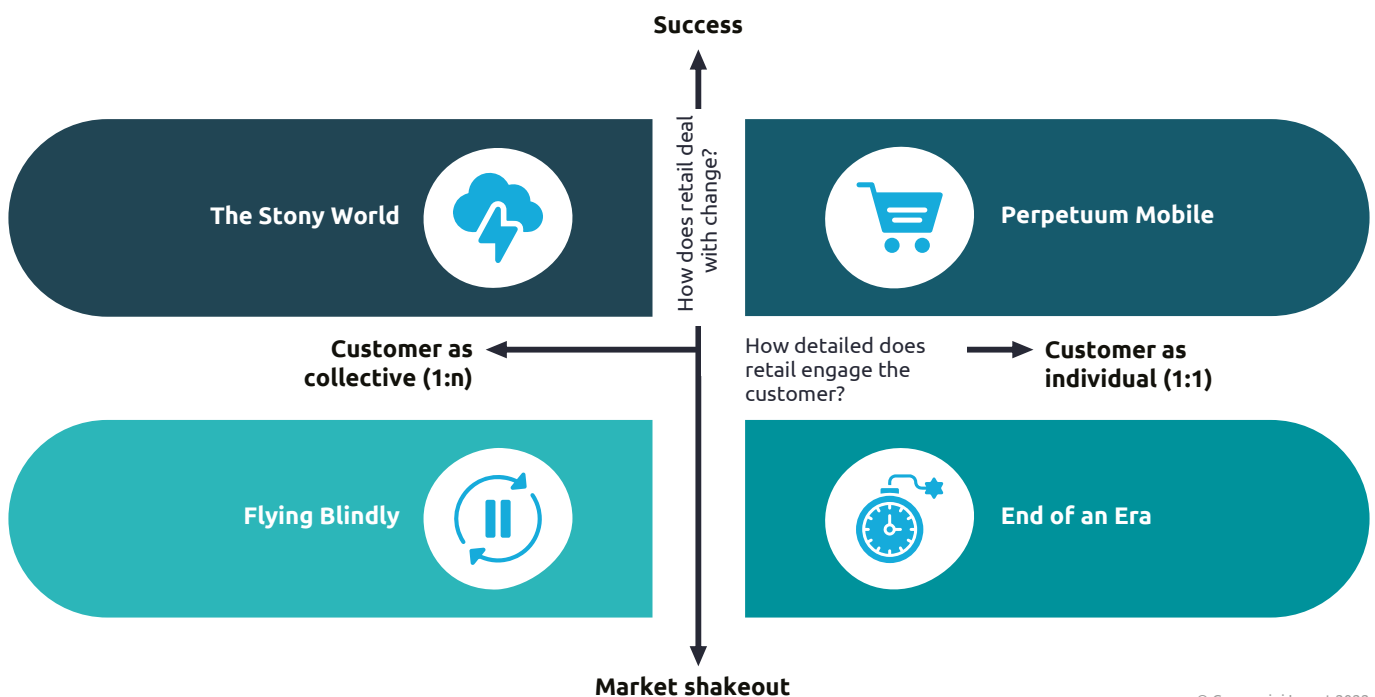 Success
How does retail deal
with change?
The Stony World
Perpetuum Mobile
Customer as
collective (1:n)
How detailed does
retail engage the
customer?
Customer as
individual (1:1)
Flying Blindly
End of an Era
Market shakeout